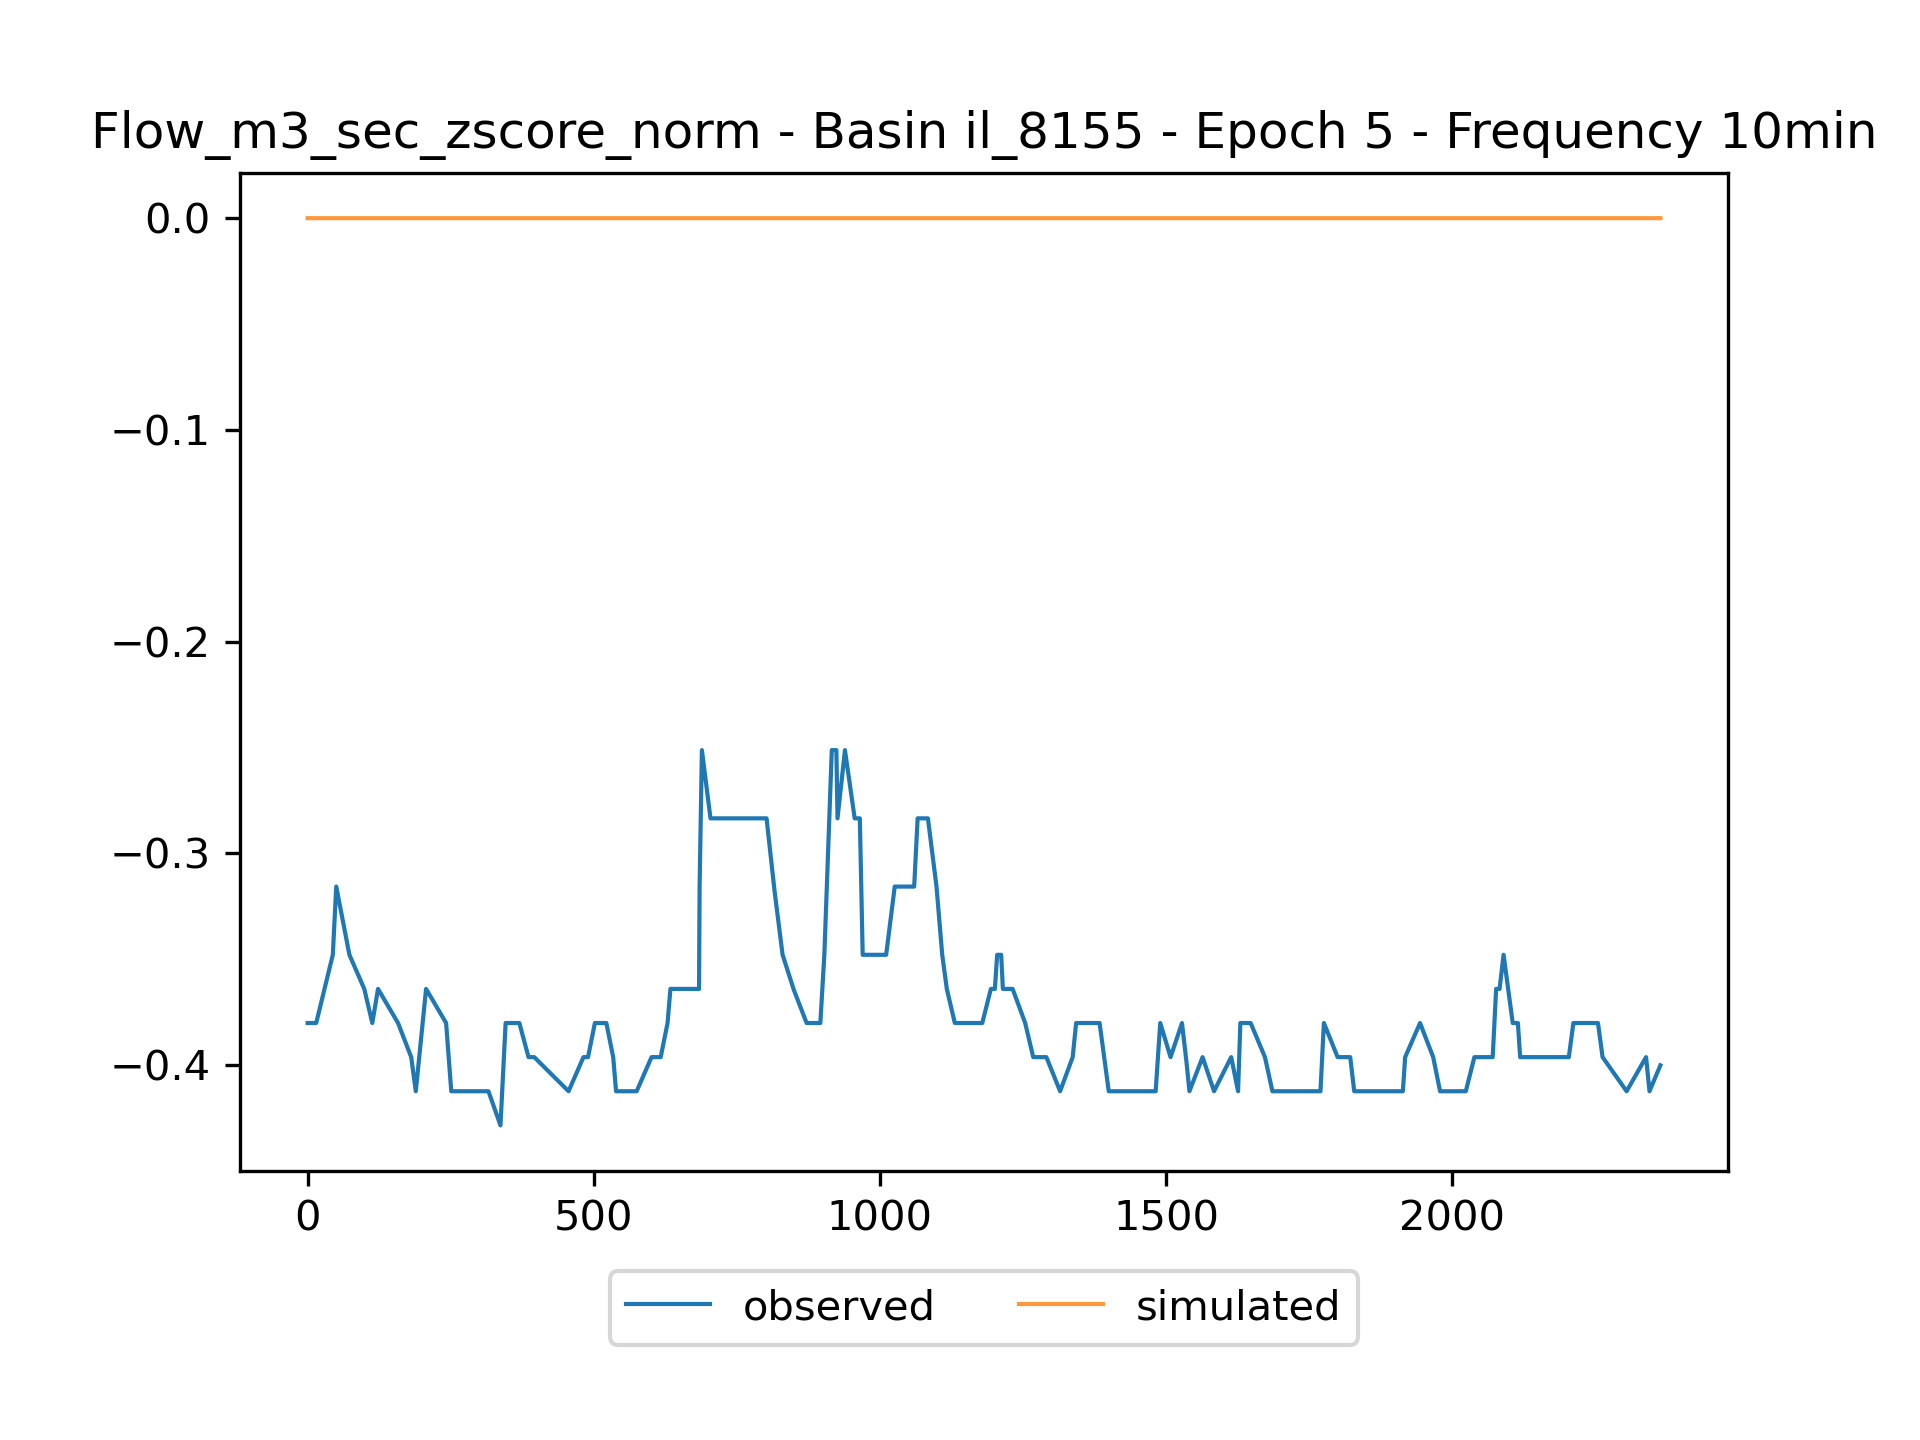 Flow_m3_sec_zscore_norm - Basin il_8155 - Epoch 5 - Frequency 10min
0.0
−0.1
−0.2
−0.3
−0.4
0 500 1000 1500 2000
observed simulated